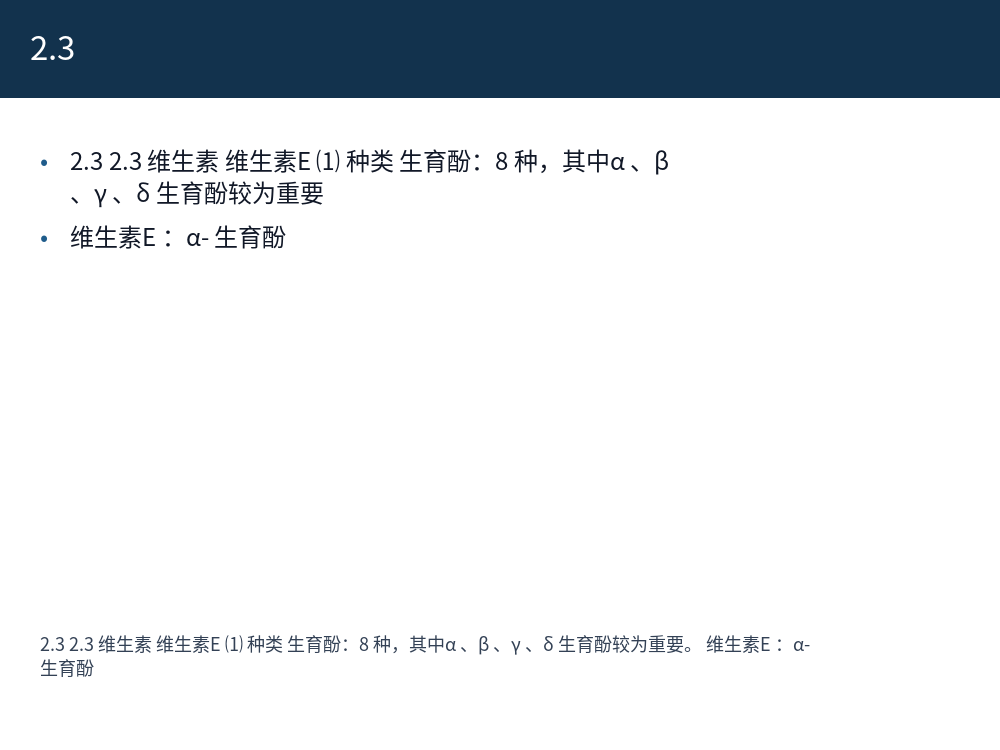 2.3
• 2.3 2.3 维生素 维生素E ⑴ 种类 生育酚：8 种，其中α 、β
、γ 、δ 生育酚较为重要
• 维生素E ：α- 生育酚
2.3 2.3 维生素 维生素E ⑴ 种类 生育酚：8 种，其中α 、β 、γ 、δ 生育酚较为重要。 维生素E ：α-
生育酚